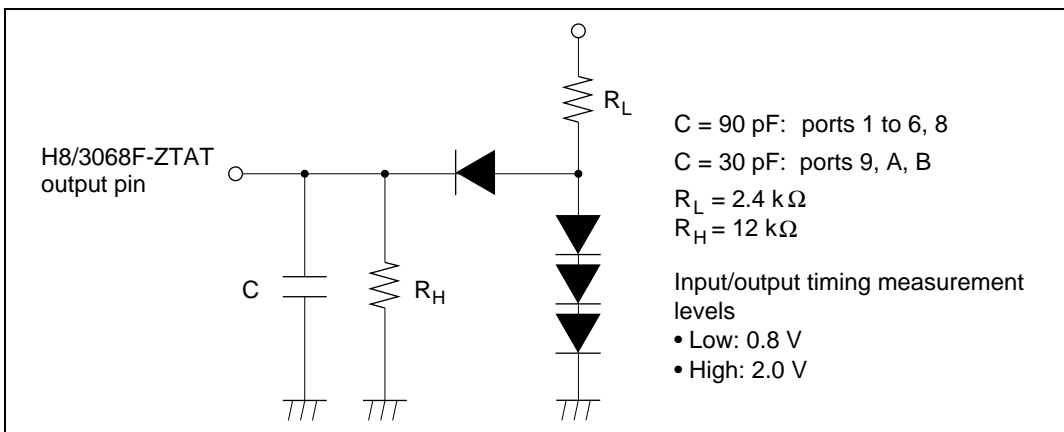 H8/3068F-ZTAT
output pin
C
R_H
R_L
C = 90 pF: ports 1 to 6, 8
C = 30 pF: ports 9, A, B
R_L = 2.4 kΩ
R_H = 12 kΩ
Input/output timing measurement
levels
• Low: 0.8 V
• High: 2.0 V